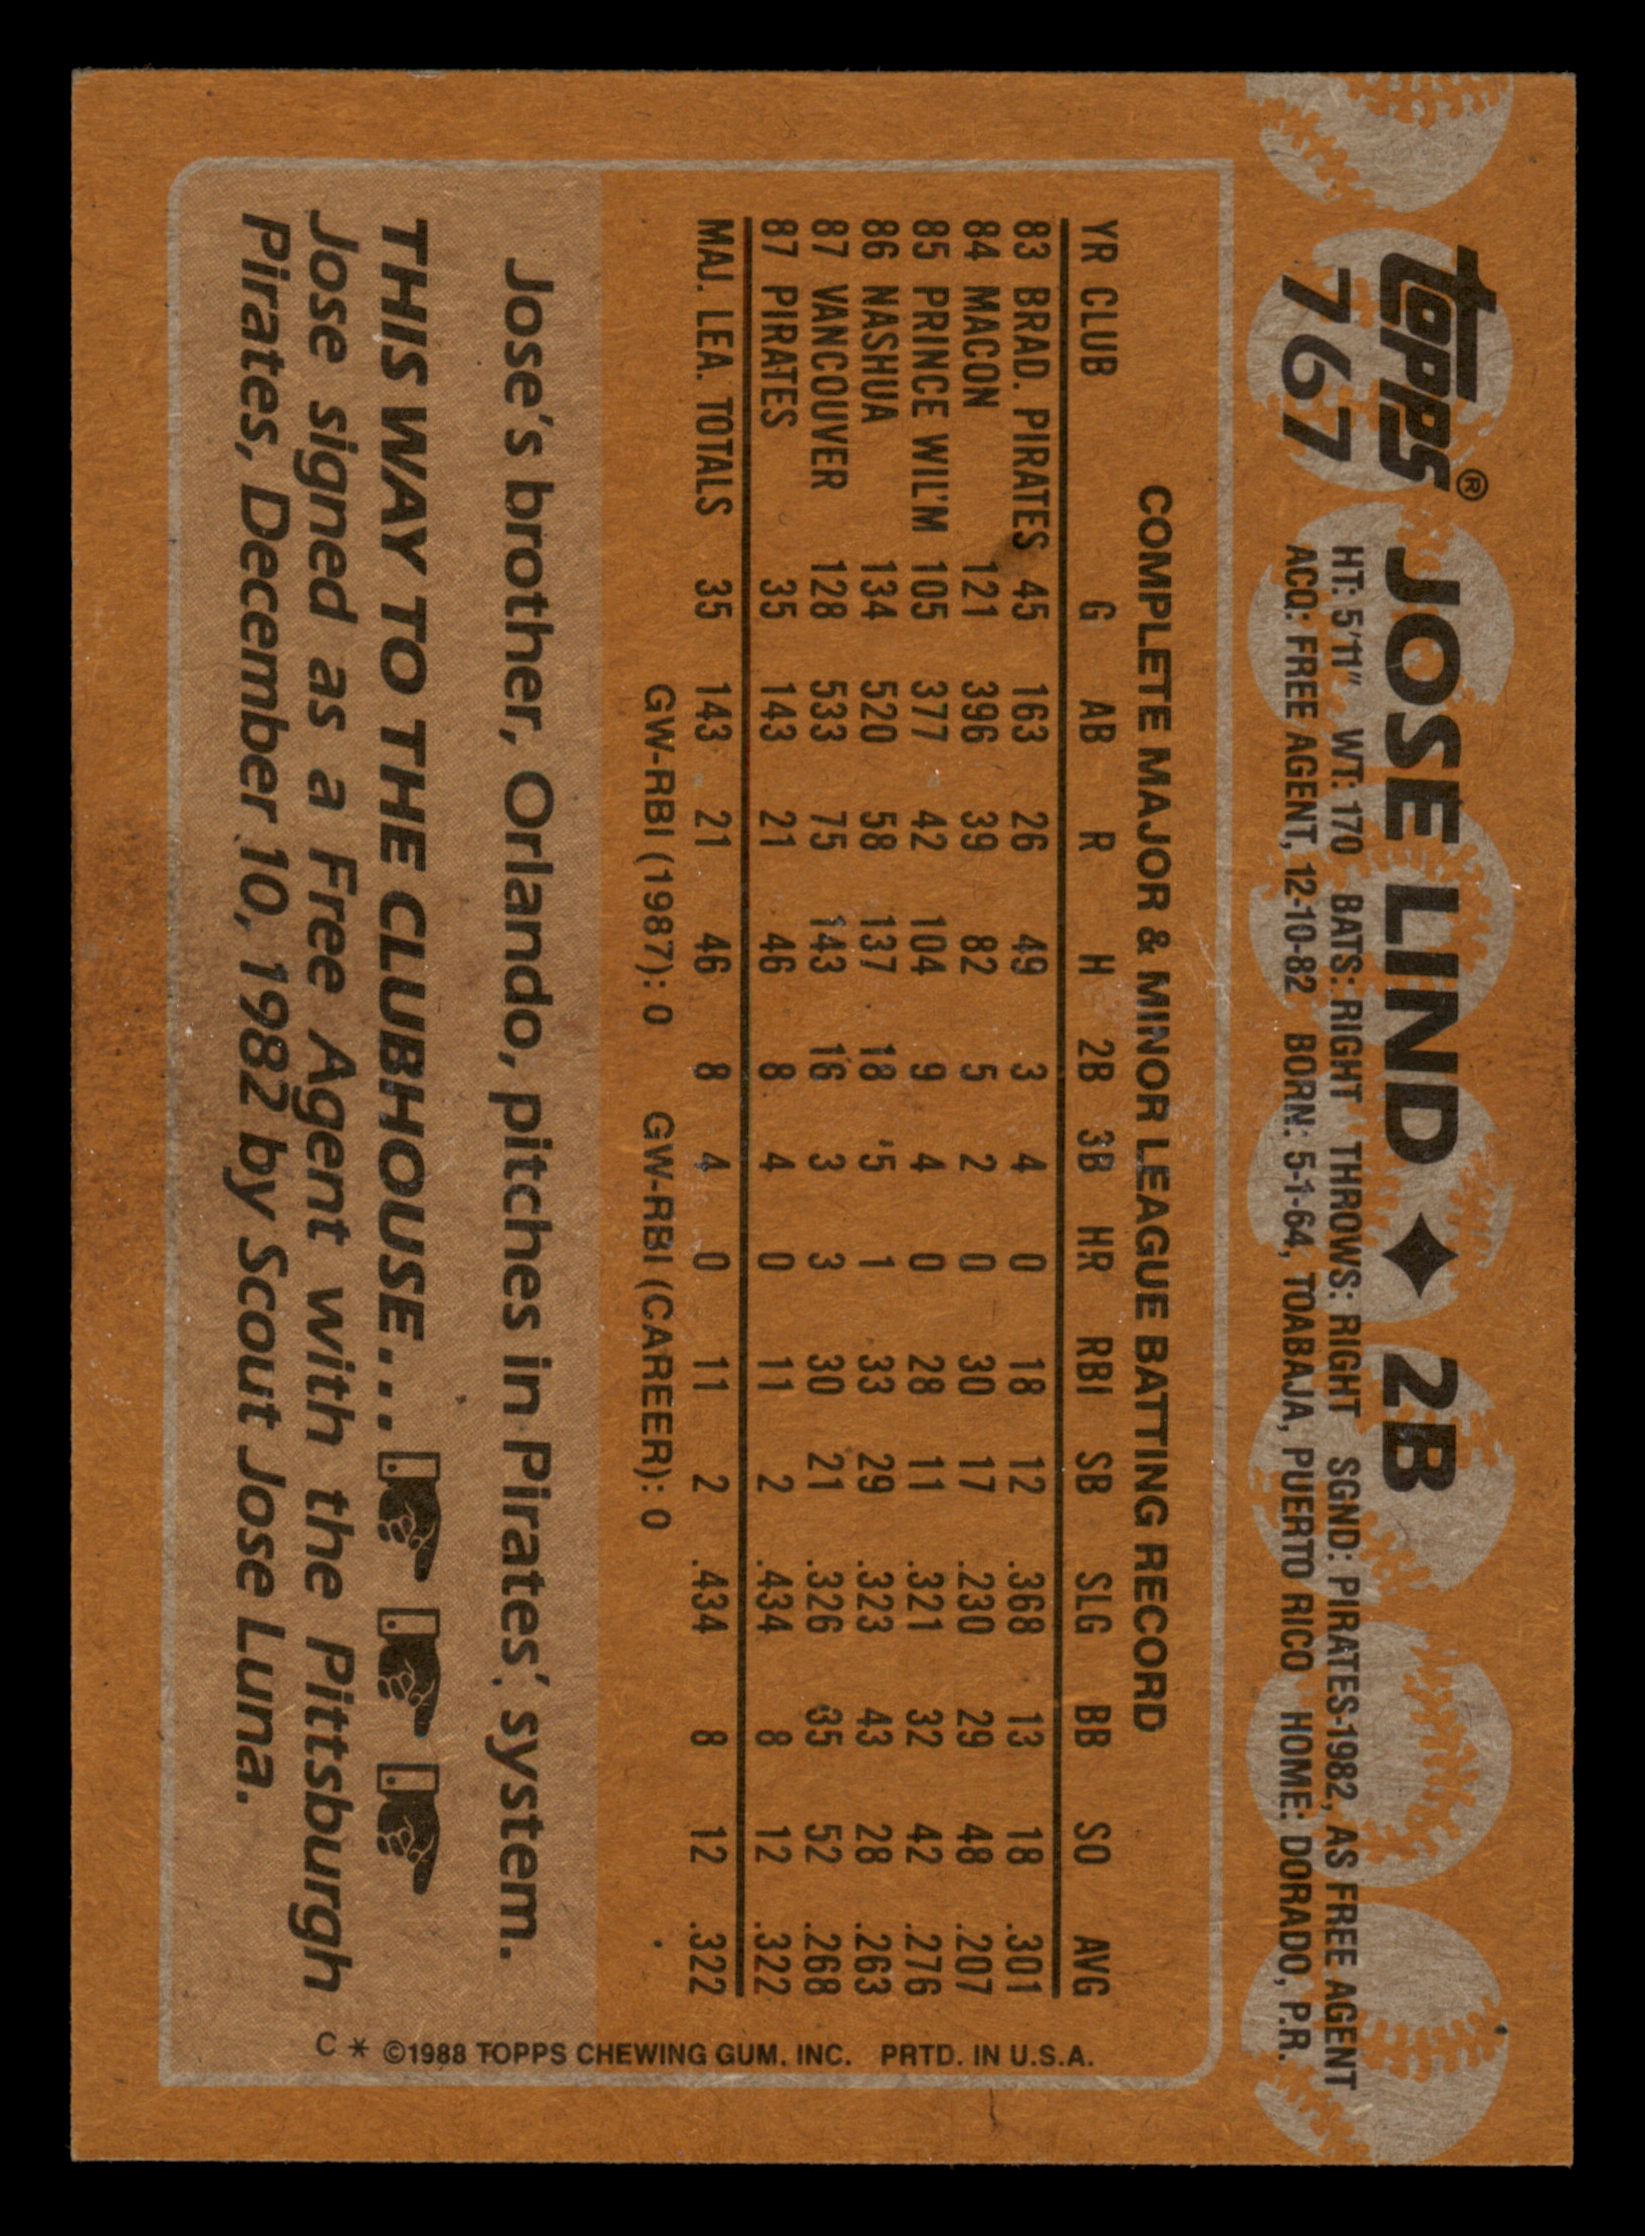 topps®
767
JOSE LIND ♦ 2B
HT: 5'11" WT: 170 BATS: RIGHT THROWS: RIGHT SGND: PIRATES-1982, AS FREE AGENT
ACQ: FREE AGENT, 12-10-82 BORN: 5-1-64, TOABAJA, PUERTO RICO HOME: DORADO, P.R.
COMPLETE MAJOR & MINOR LEAGUE BATTING RECORD
YR CLUB G AB R H 2B 3B HR RBI SB SLG BB SO AVG
83 BRAD. PIRATES 45 163 26 49 3 4 0 18 12 .368 13 18 .301
84 MACON 121 396 39 82 5 2 0 30 17 .230 29 48 .207
85 PRINCE WIL'M 105 377 42 104 9 4 0 28 11 .321 32 42 .276
86 NASHUA 134 520 58 137 18 5 1 33 29 .323 43 28 .263
87 VANCOUVER 128 533 75 143 16 3 3 30 21 .326 35 52 .268
87 PIRATES 35 143 21 46 8 4 0 11 2 .434 8 12 .322
MAJ. LEA. TOTALS 35 143 21 46 8 4 0 11 2 .434 8 12 .322
GW-RBI (1987): 0 GW-RBI (CAREER): 0
Jose's brother, Orlando, pitches in Pirates' system.
THIS WAY TO THE CLUBHOUSE...
Jose signed as a Free Agent with the Pittsburgh
Pirates, December 10, 1982 by Scout Jose Luna.
C * ©1988 TOPPS CHEWING GUM, INC. PRTD. IN U.S.A.